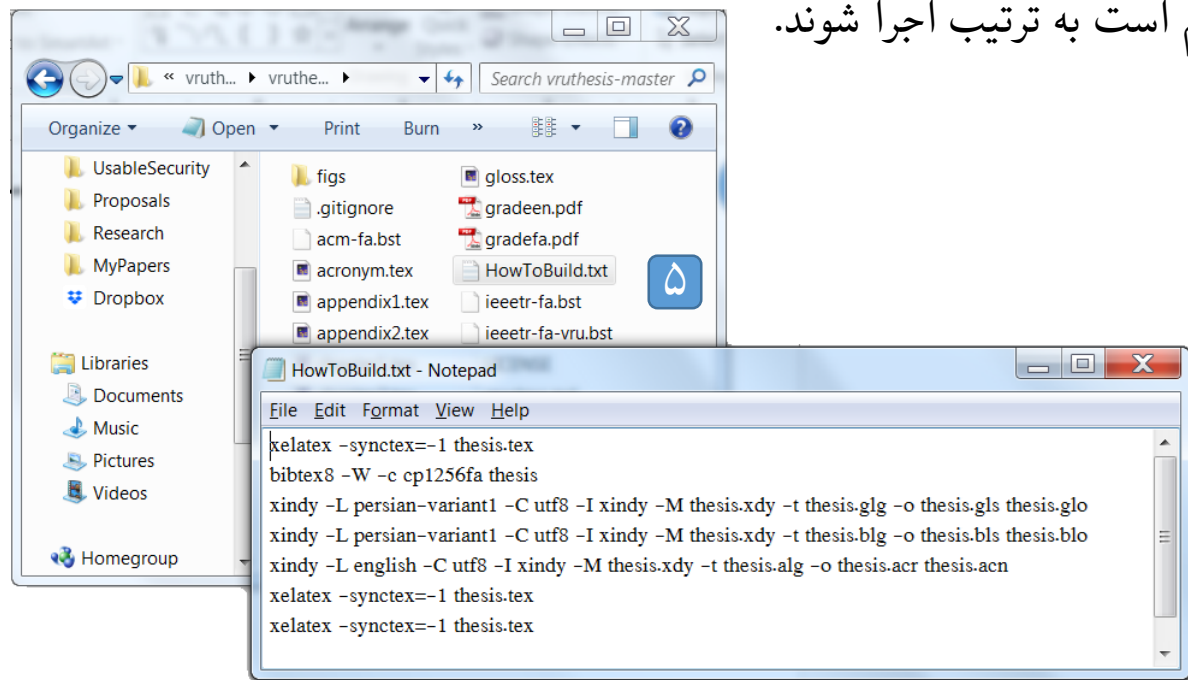 است به ترتیب اجرا شوند.
« vruth... vruthe...
Search vruthesis-master
Organize Open Print Burn »
UsableSecurity
Proposals
Research
MyPapers
Dropbox
Libraries
Documents
Music
Pictures
Videos
Homegroup
figs
.gitignore
acm-fa.bst
acronym.tex
appendix1.tex
appendix2.tex
gloss.tex
gradeen.pdf
gradefa.pdf
HowToBuild.txt
ieeetr-fa.bst
ieeetr-fa-vru.bst
۵
HowToBuild.txt - Notepad
File Edit Format View Help
xelatex -synctex=-1 thesis.tex
bibtex8 -W -c cp1256fa thesis
xindy -L persian-variant1 -C utf8 -I xindy -M thesis.xdy -t thesis.glg -o thesis.gls thesis.glo
xindy -L persian-variant1 -C utf8 -I xindy -M thesis.xdy -t thesis.blg -o thesis.bls thesis.blo
xindy -L english -C utf8 -I xindy -M thesis.xdy -t thesis.alg -o thesis.acr thesis.acn
xelatex -synctex=-1 thesis.tex
xelatex -synctex=-1 thesis.tex